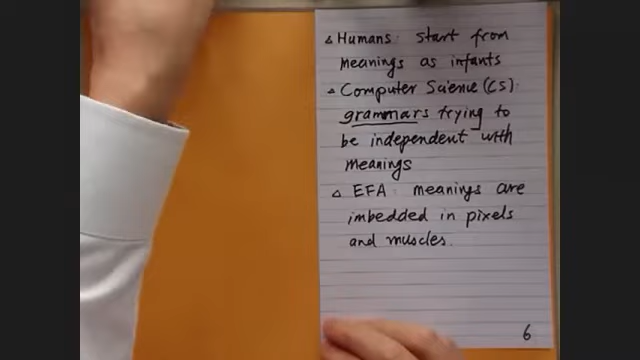 △ Humans: start from
meanings as infants
△ Computer Science (CS):
grammars trying to
be independent with
meanings
△ EFA: meanings are
imbedded in pixels
and muscles.
6